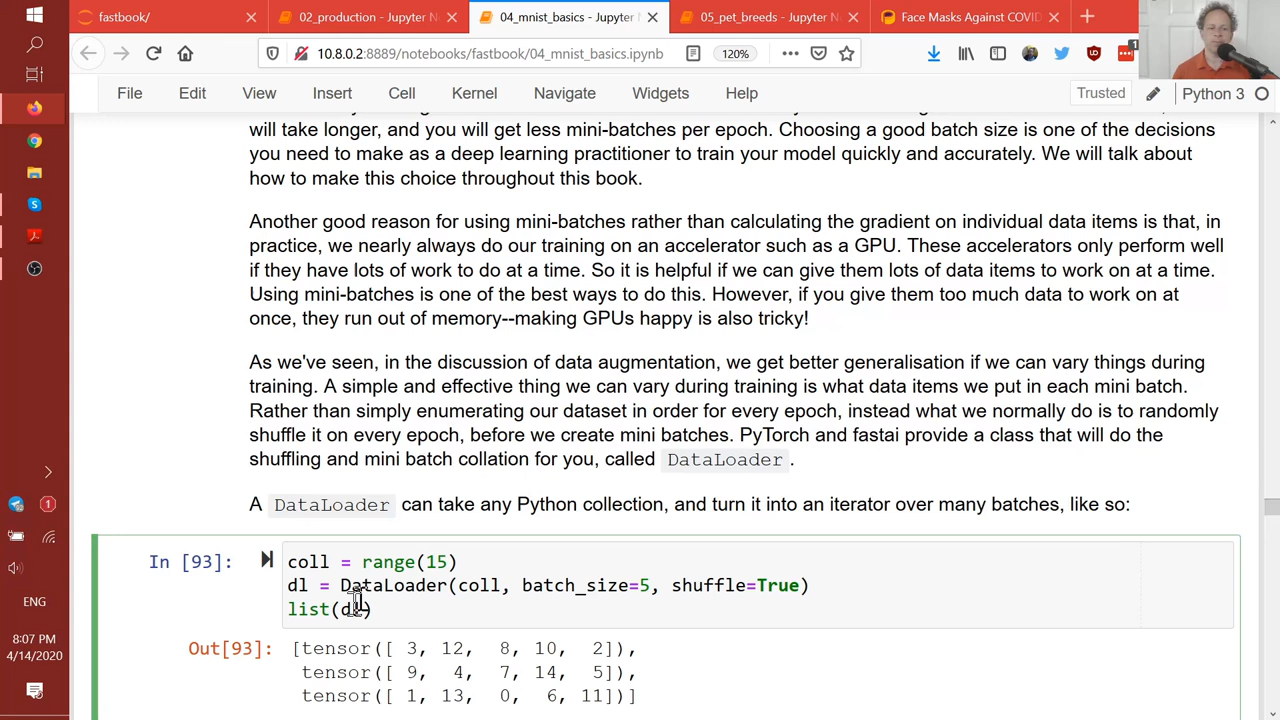 fastbook/
02_production - Jupyter N
04_mnist_basics - Jupyter
05_pet_breeds - Jupyter N
Face Masks Against COVID
10.8.0.2:8889/notebooks/fastbook/04_mnist_basics.ipynb
120%
1
File Edit View Insert Cell Kernel Navigate Widgets Help
Trusted
Python 3
will take longer, and you will get less mini-batches per epoch. Choosing a good batch size is one of the decisions
you need to make as a deep learning practitioner to train your model quickly and accurately. We will talk about
how to make this choice throughout this book.
Another good reason for using mini-batches rather than calculating the gradient on individual data items is that, in
practice, we nearly always do our training on an accelerator such as a GPU. These accelerators only perform well
if they have lots of work to do at a time. So it is helpful if we can give them lots of data items to work on at a time.
Using mini-batches is one of the best ways to do this. However, if you give them too much data to work on at
once, they run out of memory--making GPUs happy is also tricky!
As we've seen, in the discussion of data augmentation, we get better generalisation if we can vary things during
training. A simple and effective thing we can vary during training is what data items we put in each mini batch.
Rather than simply enumerating our dataset in order for every epoch, instead what we normally do is to randomly
shuffle it on every epoch, before we create mini batches. PyTorch and fastai provide a class that will do the
shuffling and mini batch collation for you, called DataLoader.
A DataLoader can take any Python collection, and turn it into an iterator over many batches, like so:
In [93]:
coll = range(15)
dl = DataLoader(coll, batch_size=5, shuffle=True)
list(dl)
Out[93]:
[tensor([ 3, 12,  8, 10,  2]),
tensor([ 9,  4,  7, 14,  5]),
tensor([ 1, 13,  0,  6, 11])]
1
ENG
8:07 PM
4/14/2020